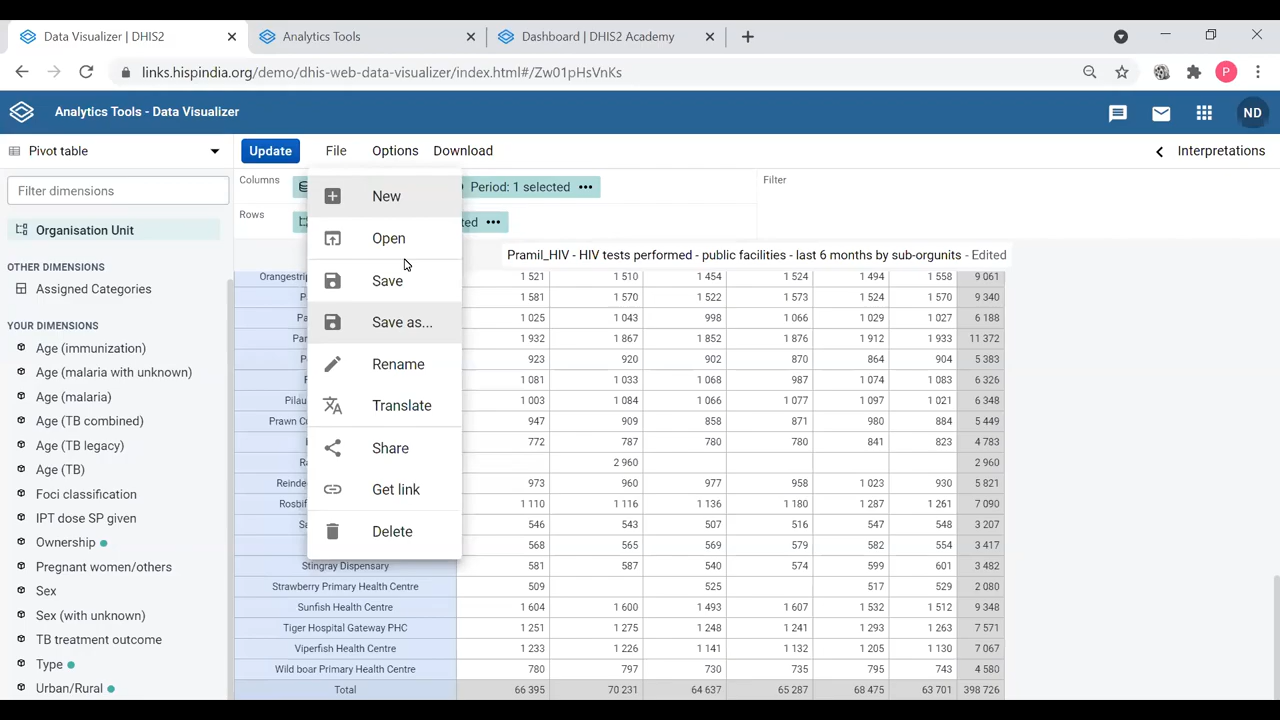 Data Visualizer | DHIS2
Analytics Tools
Dashboard | DHIS2 Academy
links.hispindia.org/demo/dhis-web-data-visualizer/index.html#/Zw01pHsVnKs
P
Analytics Tools - Data Visualizer
ND
Pivot table
Update
File
Options
Download
Interpretations
Filter dimensions
Columns
Period: 1 selected
Filter
Rows
Organisation Unit
OTHER DIMENSIONS
Assigned Categories
YOUR DIMENSIONS
Age (immunization)
Age (malaria with unknown)
Age (malaria)
Age (TB combined)
Age (TB legacy)
Age (TB)
Foci classification
IPT dose SP given
Ownership
Pregnant women/others
Sex
Sex (with unknown)
TB treatment outcome
Type
Urban/Rural
New
Open
Save
Save as...
Rename
Translate
Share
Get link
Delete
Pramil_HIV - HIV tests performed - public facilities - last 6 months by sub-orgunits - Edited
1 521 1 510 1 454 1 524 1 494 1 558 9 061
1 581 1 570 1 522 1 573 1 524 1 570 9 340
1 025 1 043 998 1 066 1 029 1 027 6 188
1 932 1 867 1 852 1 876 1 912 1 933 11 372
923 920 902 870 864 904 5 383
1 081 1 033 1 068 987 1 074 1 083 6 326
1 003 1 084 1 066 1 077 1 097 1 021 6 348
947 909 858 871 980 884 5 449
772 787 780 780 841 823 4 783
2 960 2 960
973 960 977 958 1 023 930 5 821
1 110 1 116 1 136 1 180 1 287 1 261 7 090
546 543 507 516 547 548 3 207
568 565 569 579 582 554 3 417
Stingray Dispensary 581 587 540 574 599 601 3 482
Strawberry Primary Health Centre 509 525 517 529 2 080
Sunfish Health Centre 1 604 1 600 1 493 1 607 1 532 1 512 9 348
Tiger Hospital Gateway PHC 1 251 1 275 1 248 1 241 1 293 1 263 7 571
Viperfish Health Centre 1 233 1 226 1 141 1 132 1 205 1 130 7 067
Wild boar Primary Health Centre 780 797 730 735 795 743 4 580
Total 66 395 70 231 64 637 65 287 68 475 63 701 398 726